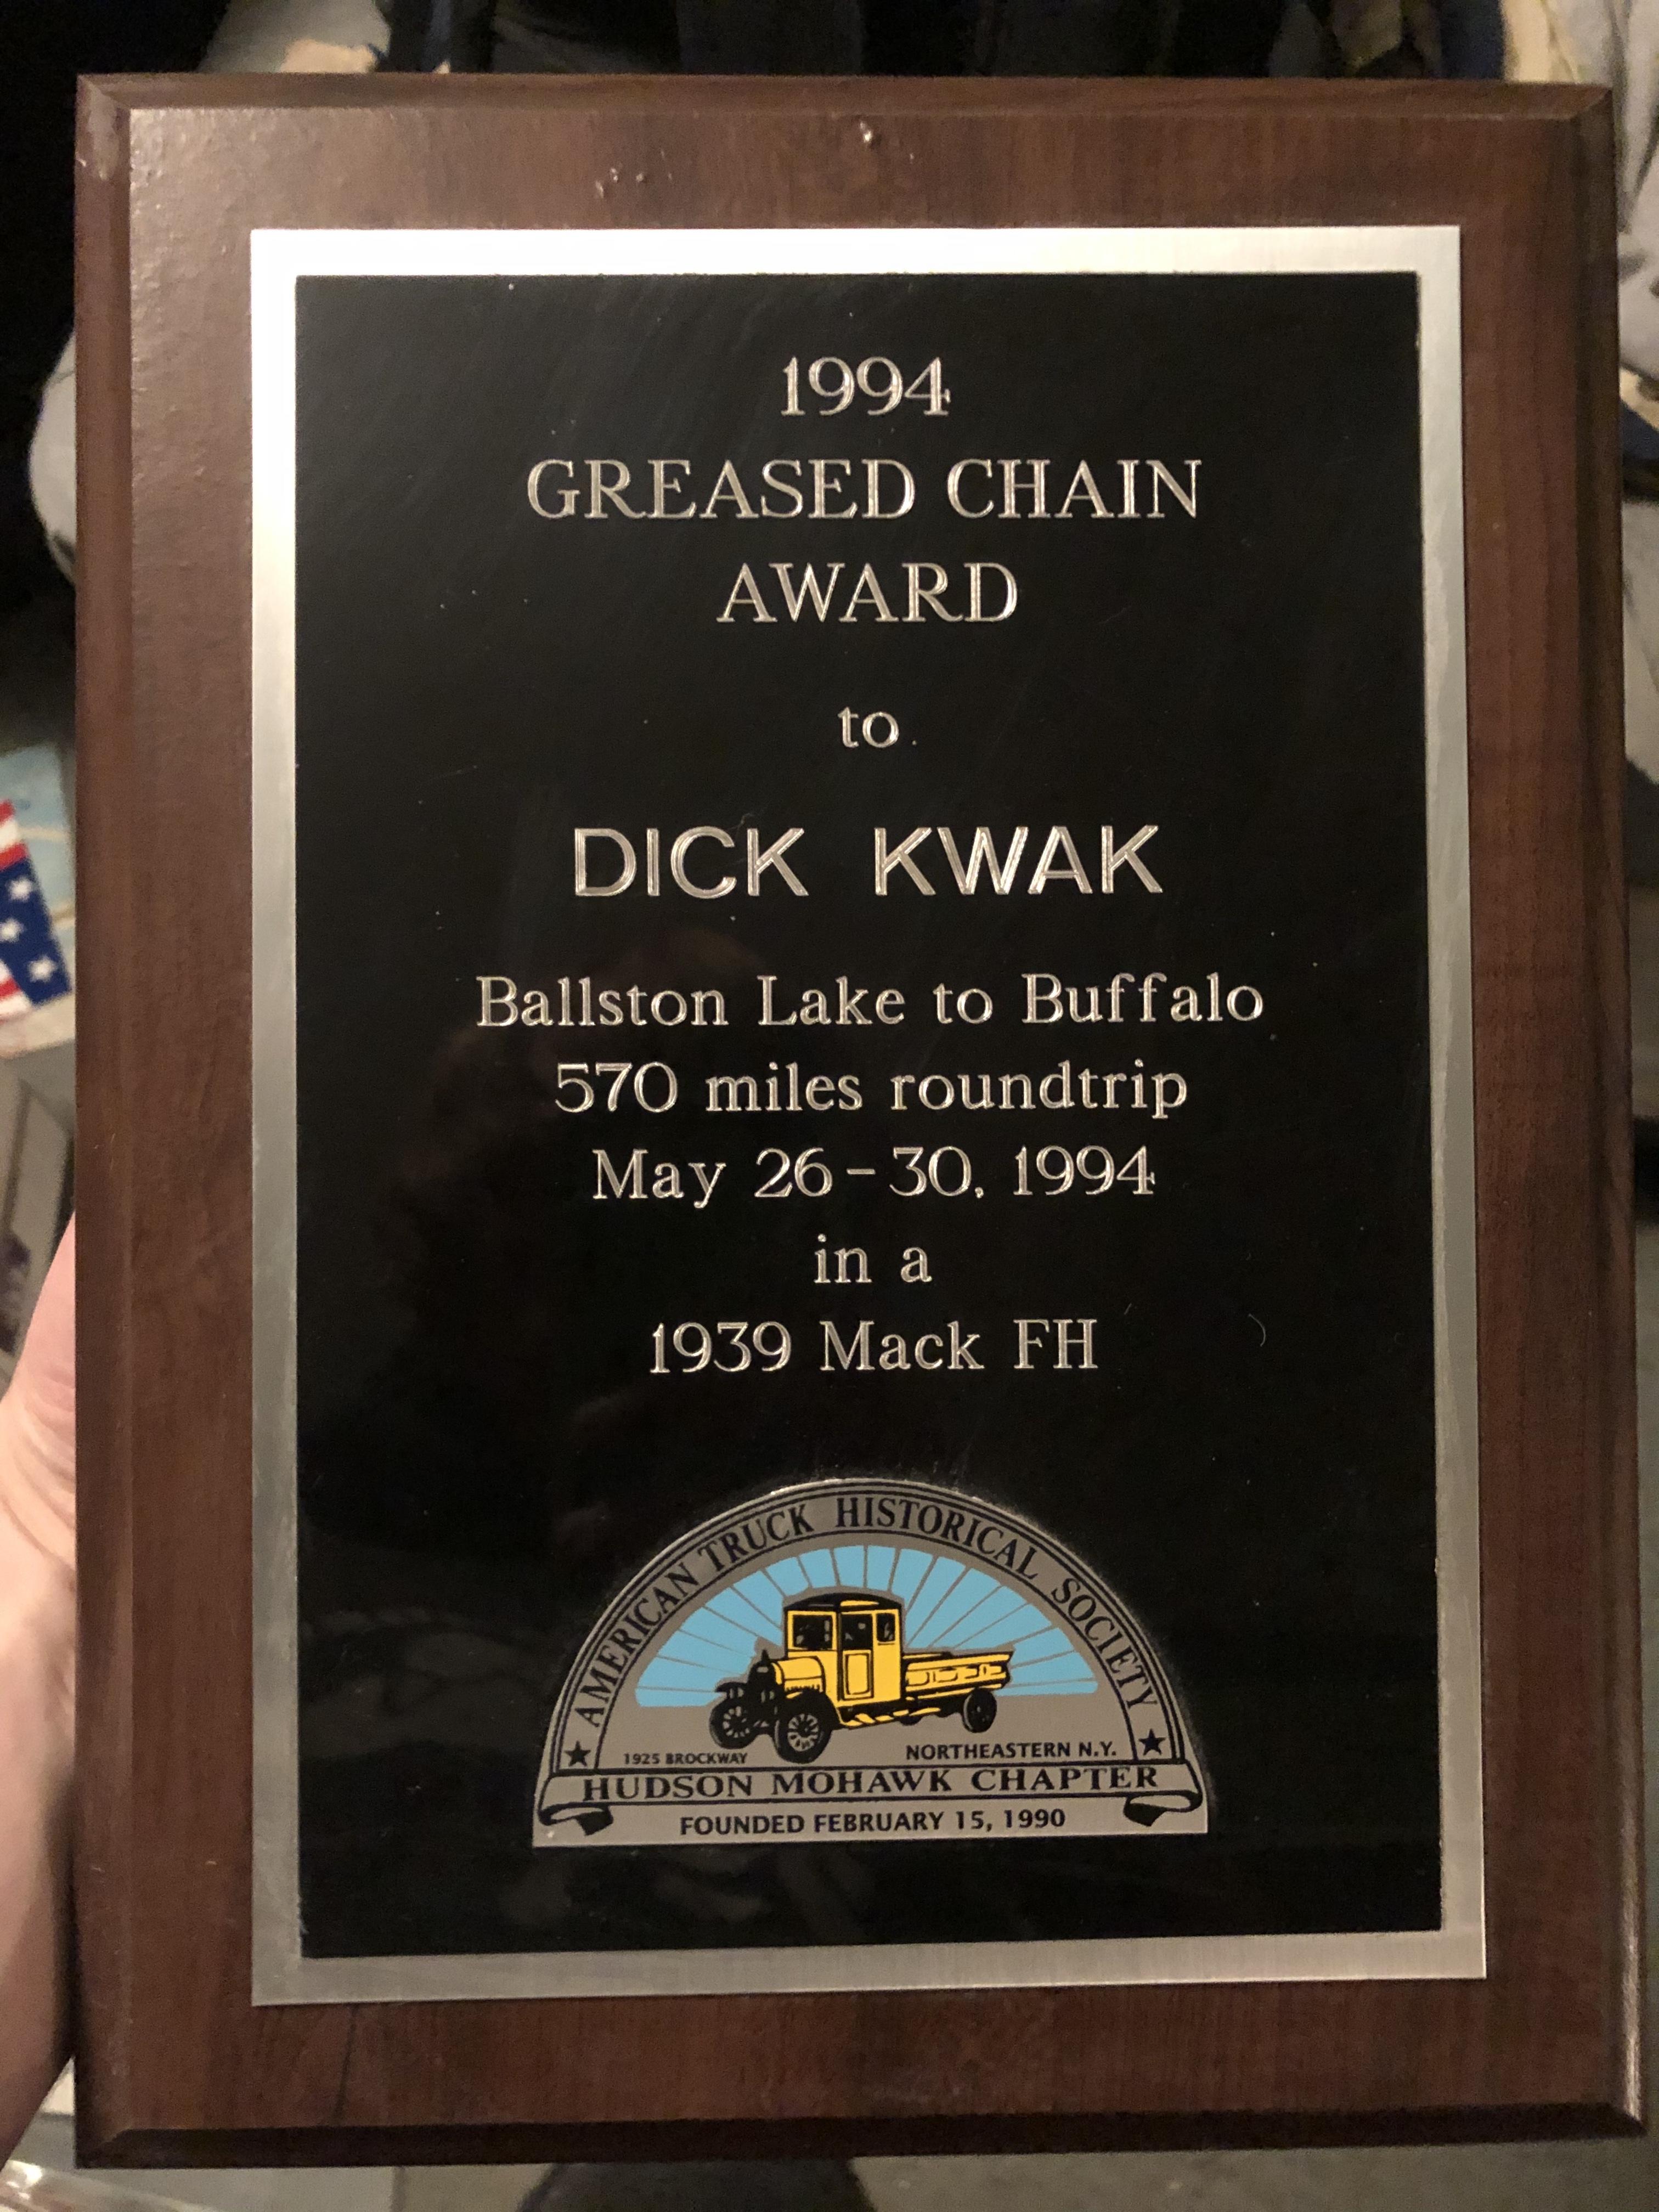 1994
GREASED CHAIN
AWARD
to
DICK KWAK
Ballston Lake to Buffalo
570 miles roundtrip
May 26-30, 1994
in a
1939 Mack FH
AMERICAN TRUCK HISTORICAL SOCIETY
1925 BROCKWAY NORTHEASTERN N.Y.
HUDSON MOHAWK CHAPTER
FOUNDED FEBRUARY 15, 1990